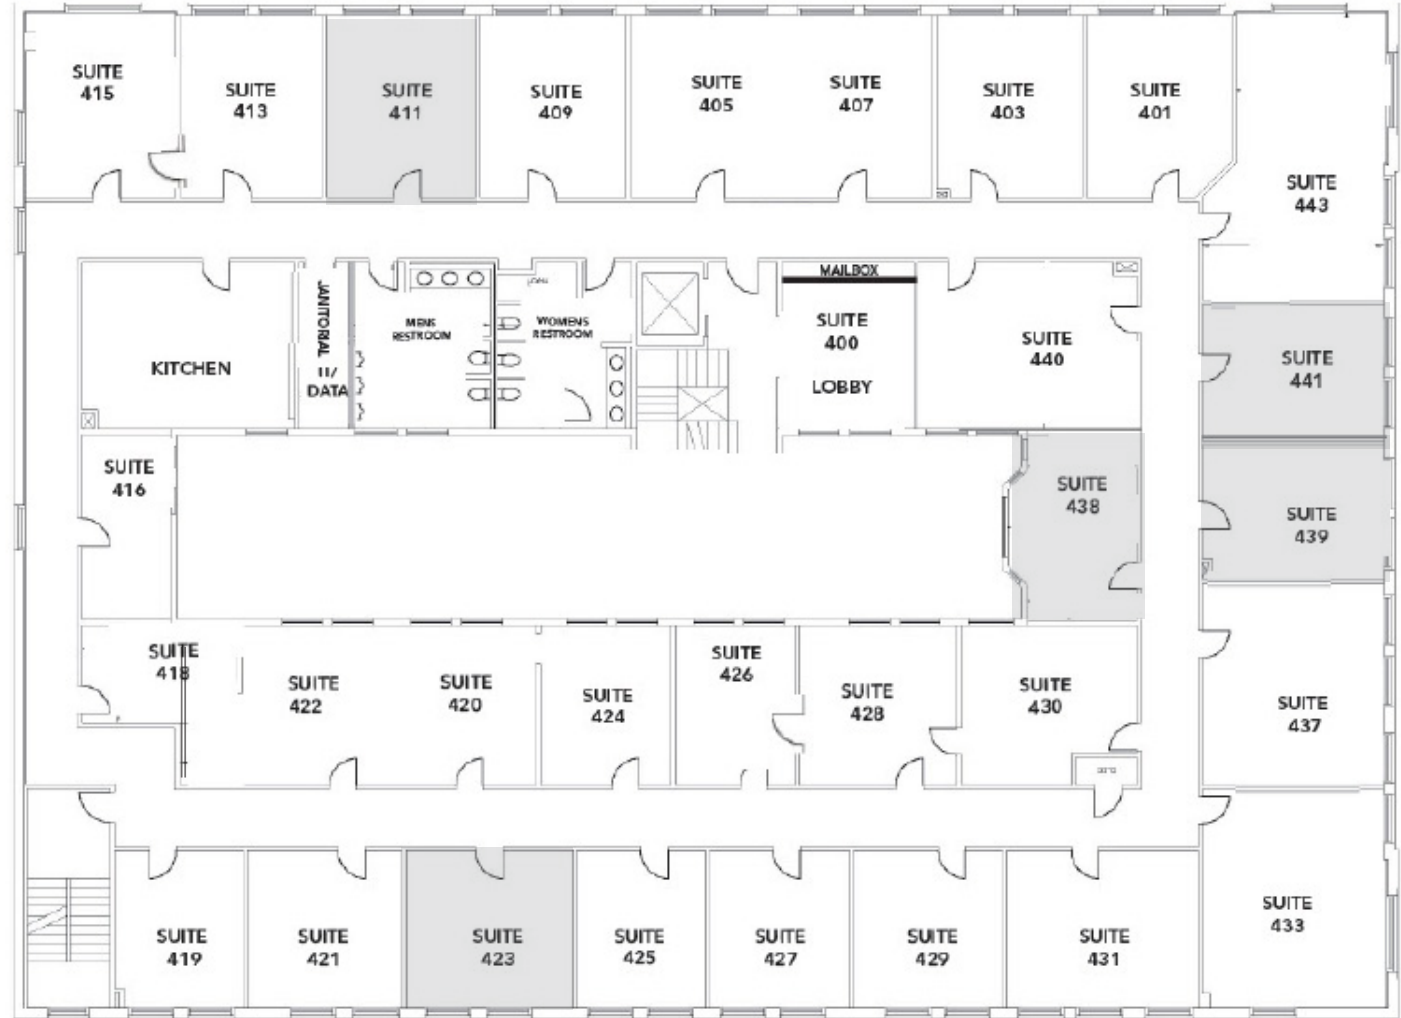 SUITE
415
SUITE
413
SUITE
411
SUITE
409
SUITE
405
SUITE
407
SUITE
403
SUITE
401
SUITE
443
KITCHEN
JANITORIAL
DATA
MENS
RESTROOM
WOMENS
RESTROOM
MAILBOX
SUITE
400
LOBBY
SUITE
440
SUITE
441
SUITE
416
SUITE
438
SUITE
439
SUITE
418
SUITE
422
SUITE
420
SUITE
424
SUITE
426
SUITE
428
SUITE
430
SUITE
437
SUITE
419
SUITE
421
SUITE
423
SUITE
425
SUITE
427
SUITE
429
SUITE
431
SUITE
433